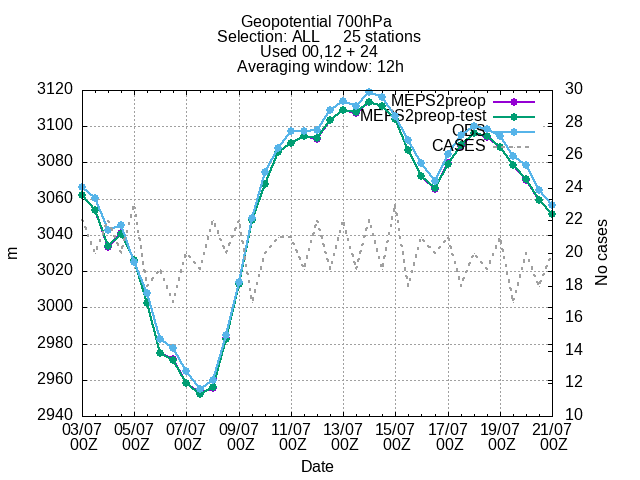 Geopotential 700hPa
Selection: ALL 25 stations
Used 00,12 + 24
Averaging window: 12h
3120
3100
3080
3060
3040
3020
3000
2980
2960
2940
m
30
28
26
24
22
20
18
16
14
12
10
No cases
MEPS2preop
MEPS2preop-test
OBS
CASES
03/07 05/07 07/07 09/07 11/07 13/07 15/07 17/07 19/07 21/07
00Z 00Z 00Z 00Z 00Z 00Z 00Z 00Z 00Z 00Z
Date